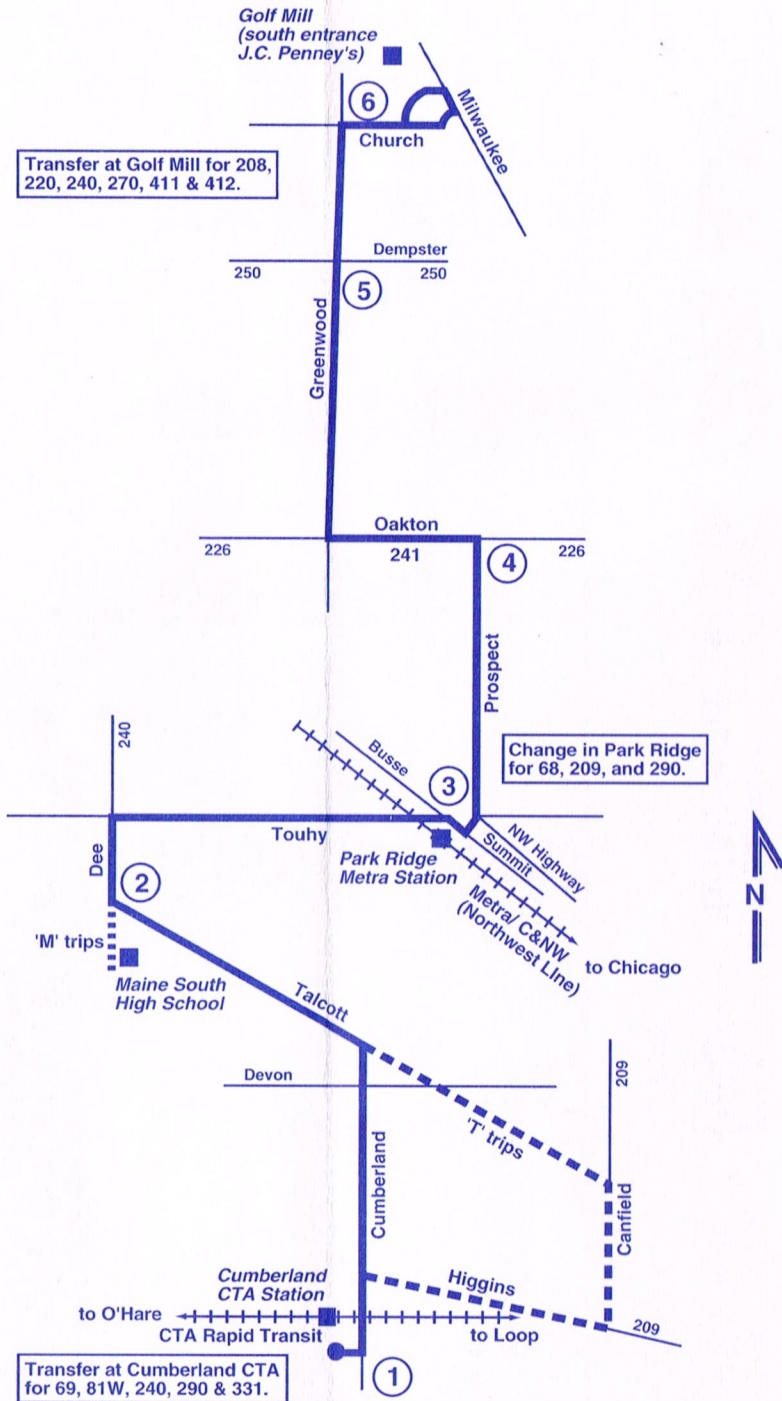 Golf Mill
(south entrance
J.C. Penney's)
6
Milwaukee
Church
Transfer at Golf Mill for 208,
220, 240, 270, 411 & 412.
Dempster
250
250
5
Greenwood
Oakton
226
241
226
4
Prospect
240
Busse
3
Change in Park Ridge
for 68, 209, and 290.
Touhy
NW Highway
Summit
Park Ridge
Metra Station
Metra/ C&NW
(Northwest LIne)
to Chicago
N
Dee
2
'M' trips
Maine South
High School
Talcott
Devon
209
'T' trips
Cumberland
Canfield
Higgins
Cumberland
CTA Station
to O'Hare
CTA Rapid Transit
to Loop
209
Transfer at Cumberland CTA
for 69, 81W, 240, 290 & 331.
1